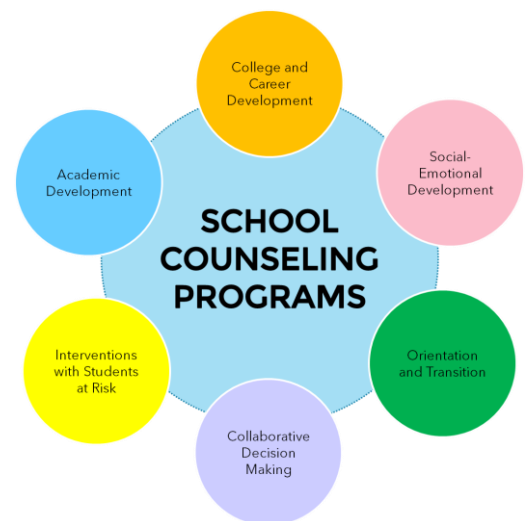 College and
Career
Development
Social-
Emotional
Development
Academic
Development
SCHOOL
COUNSELING
PROGRAMS
Interventions
with Students
at Risk
Orientation
and Transition
Collaborative
Decision
Making